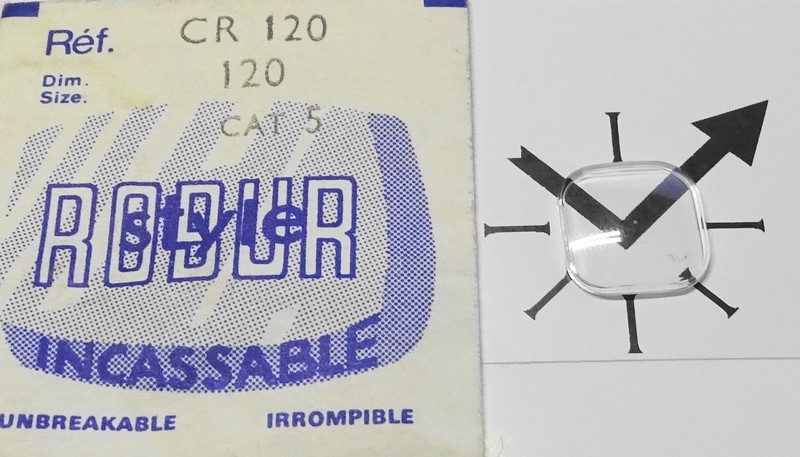 Réf. CR 120
Dim.
Size. 120
CAT 5
ROBUR
style
INCASSABLE
UNBREAKABLE IRROMPIBLE